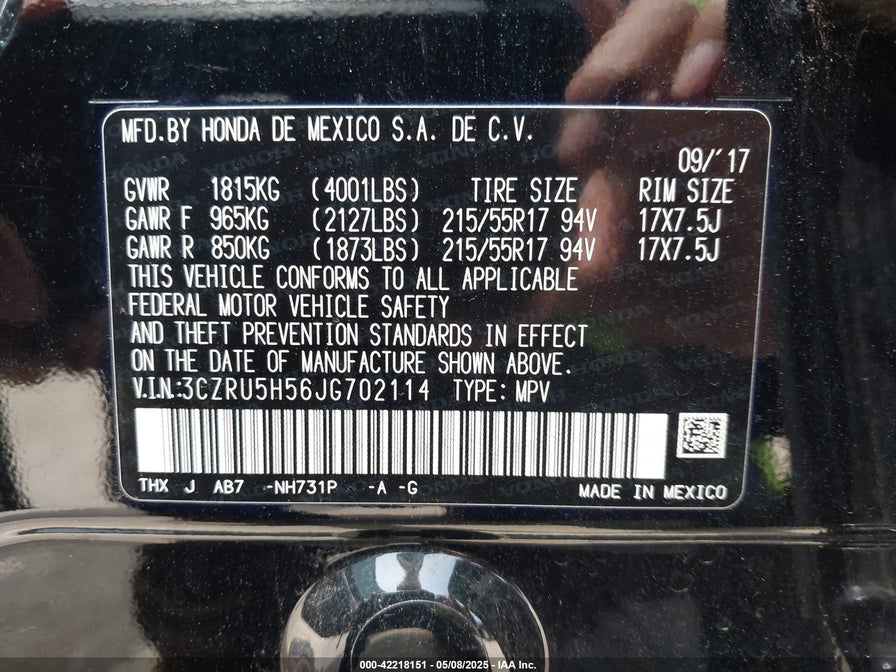 MFD.BY HONDA DE MEXICO S.A. DE C.V.
09/'17
GVWR 1815KG (4001LBS) TIRE SIZE RIM SIZE
GAWR F 965KG (2127LBS) 215/55R17 94V 17X7.5J
GAWR R 850KG (1873LBS) 215/55R17 94V 17X7.5J
THIS VEHICLE CONFORMS TO ALL APPLICABLE
FEDERAL MOTOR VEHICLE SAFETY
AND THEFT PREVENTION STANDARDS IN EFFECT
ON THE DATE OF MANUFACTURE SHOWN ABOVE.
V.I.N.:3CZRU5H56JG702114 TYPE: MPV
THX J AB7 -NH731P -A -G MADE IN MEXICO
000-42218151 - 05/08/2025 - IAA Inc.